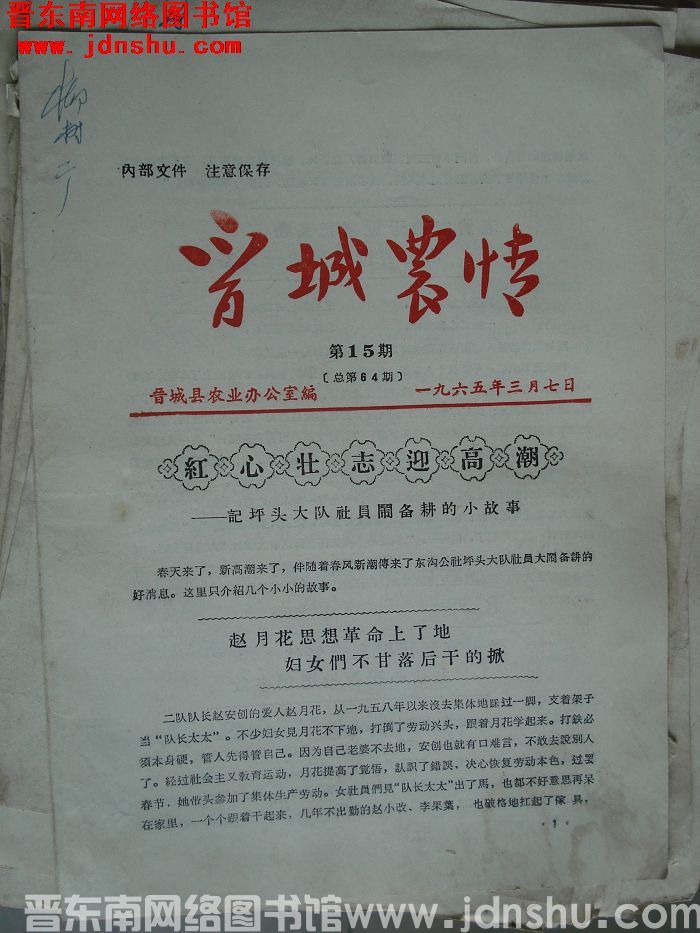 晋东南网络图书馆
www.jdnshu.com
柳树
內部文件 注意保存
晋城農情
第15期
〔总第64期〕
晉城县农业办公室編 一九六五年三月七日
紅心壮志迎高潮
——記坪头大队社員鬧备耕的小故事
春天来了，新高潮来了，伴随着春风新潮傳来了东沟公社坪头大队社員大鬧备耕的
好消息。这里只介紹几个小小的故事。
赵月花思想革命上了地
妇女們不甘落后干的掀
二队队长赵安创的爱人赵月花，从一九五八年以来沒去集体地跺过一脚，支着架子
当“队长太太”。不少妇女見月花不下地，打倒了劳动兴头，跟着月花学起来。打鉄必
須本身硬，管人先得管自己。因为自己老婆不去地，安创也就有口难言，不敢去說別人
了。经过社会主义敎育运动，月花提高了覚悟，認识了錯誤，决心恢复劳动本色，过罢
春节，她带头参加了集体生产劳动。女社員們見“队长太太”出了馬，也都不好意思再呆
在家里，一个个跟着干起来，几年不出勤的赵小改、李果葉，也破格地扛起了傢具，
·1·
晋东南网络图书馆 www.jdnshu.com